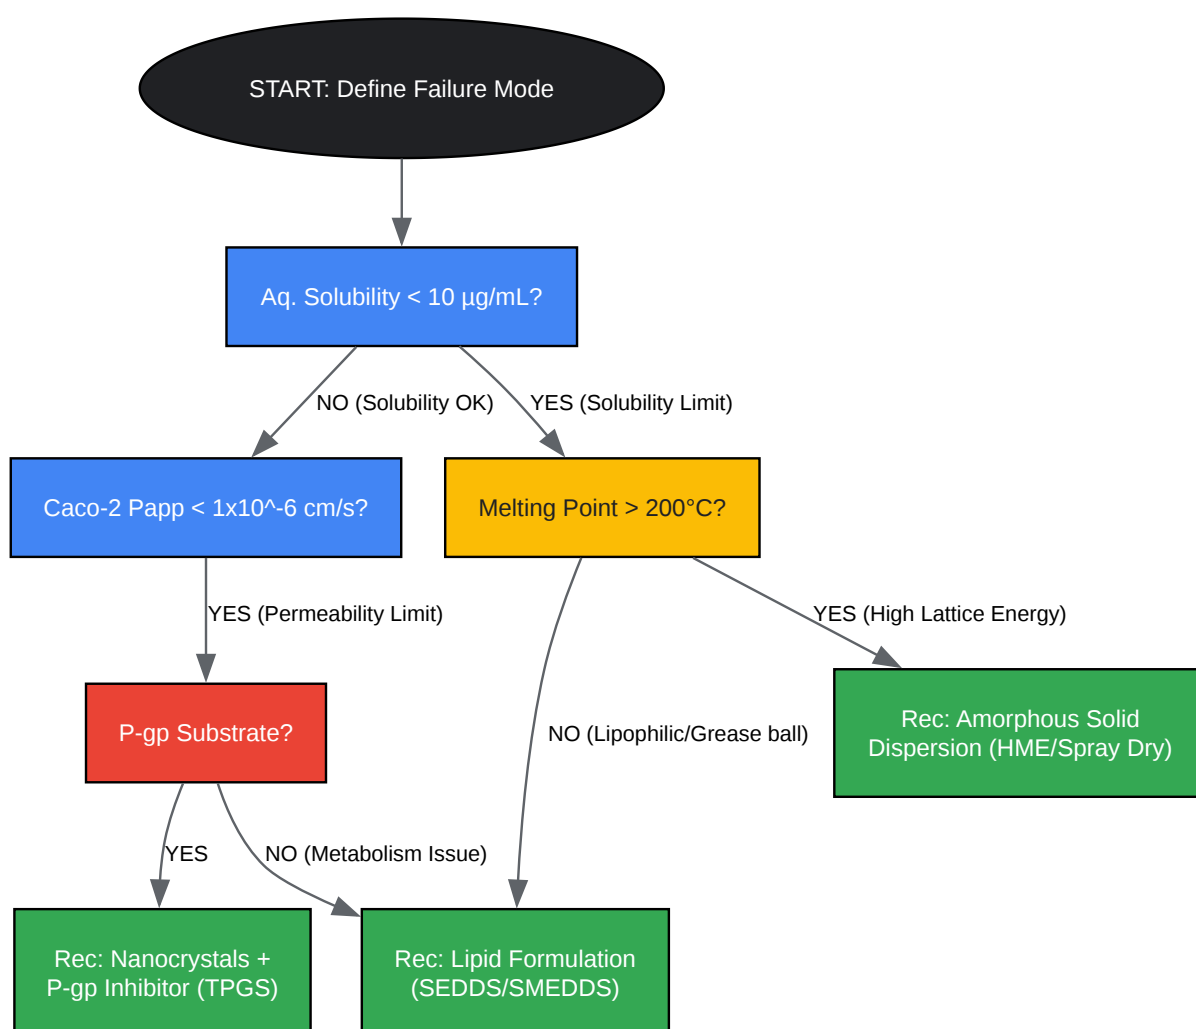 START: Define Failure Mode
Aq. Solubility < 10 µg/mL?
NO (Solubility OK)
YES (Solubility Limit)
Caco-2 Papp < 1x10^-6 cm/s?
Melting Point > 200°C?
YES (Permeability Limit)
YES (High Lattice Energy)
P-gp Substrate?
NO (Lipophilic/Grease ball)
Rec: Amorphous Solid
Dispersion (HME/Spray Dry)
YES
NO (Metabolism Issue)
Rec: Nanocrystals +
P-gp Inhibitor (TPGS)
Rec: Lipid Formulation
(SEDDS/SMEDDS)